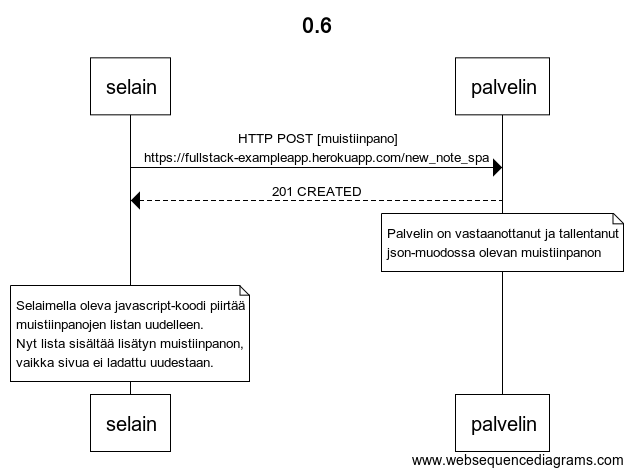 0.6
selain
palvelin
HTTP POST [muistiinpano]
https://fullstack-exampleapp.herokuapp.com/new_note_spa
201 CREATED
Palvelin on vastaanottanut ja tallentanut
json-muodossa olevan muistiinpanon
Selaimella oleva javascript-koodi piirtää
muistiinpanojen listan uudelleen.
Nyt lista sisältää lisätyn muistiinpanon,
vaikka sivua ei ladattu uudestaan.
selain
palvelin
www.websequencediagrams.com